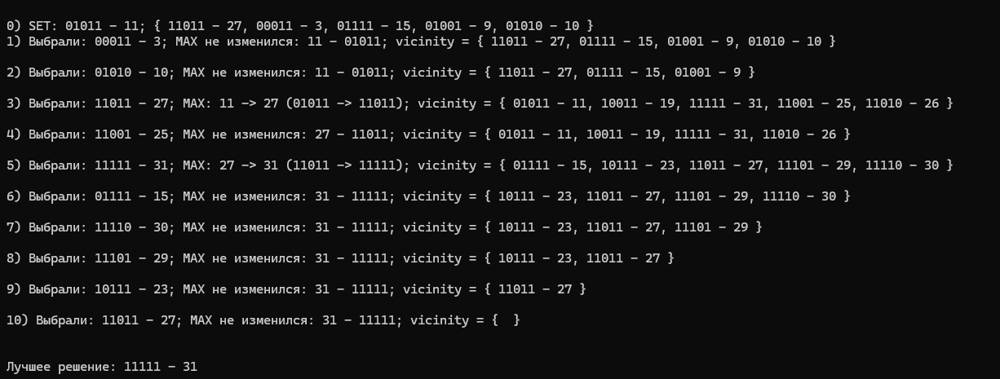 0) SET: 01011 - 11; { 11011 - 27, 00011 - 3, 01111 - 15, 01001 - 9, 01010 - 10 }
1) Выбрали: 00011 - 3; MAX не изменился: 11 - 01011; vicinity = { 11011 - 27, 01111 - 15, 01001 - 9, 01010 - 10 }
2) Выбрали: 01010 - 10; MAX не изменился: 11 - 01011; vicinity = { 11011 - 27, 01111 - 15, 01001 - 9 }
3) Выбрали: 11011 - 27; MAX: 11 -> 27 (01011 -> 11011); vicinity = { 01011 - 11, 10011 - 19, 11111 - 31, 11001 - 25, 11010 - 26 }
4) Выбрали: 11001 - 25; MAX не изменился: 27 - 11011; vicinity = { 01011 - 11, 10011 - 19, 11111 - 31, 11010 - 26 }
5) Выбрали: 11111 - 31; MAX: 27 -> 31 (11011 -> 11111); vicinity = { 01111 - 15, 10111 - 23, 11011 - 27, 11101 - 29, 11110 - 30 }
6) Выбрали: 01111 - 15; MAX не изменился: 31 - 11111; vicinity = { 10111 - 23, 11011 - 27, 11101 - 29, 11110 - 30 }
7) Выбрали: 11110 - 30; MAX не изменился: 31 - 11111; vicinity = { 10111 - 23, 11011 - 27, 11101 - 29 }
8) Выбрали: 11101 - 29; MAX не изменился: 31 - 11111; vicinity = { 10111 - 23, 11011 - 27 }
9) Выбрали: 10111 - 23; MAX не изменился: 31 - 11111; vicinity = { 11011 - 27 }
10) Выбрали: 11011 - 27; MAX не изменился: 31 - 11111; vicinity = {  }
Лучшее решение: 11111 - 31